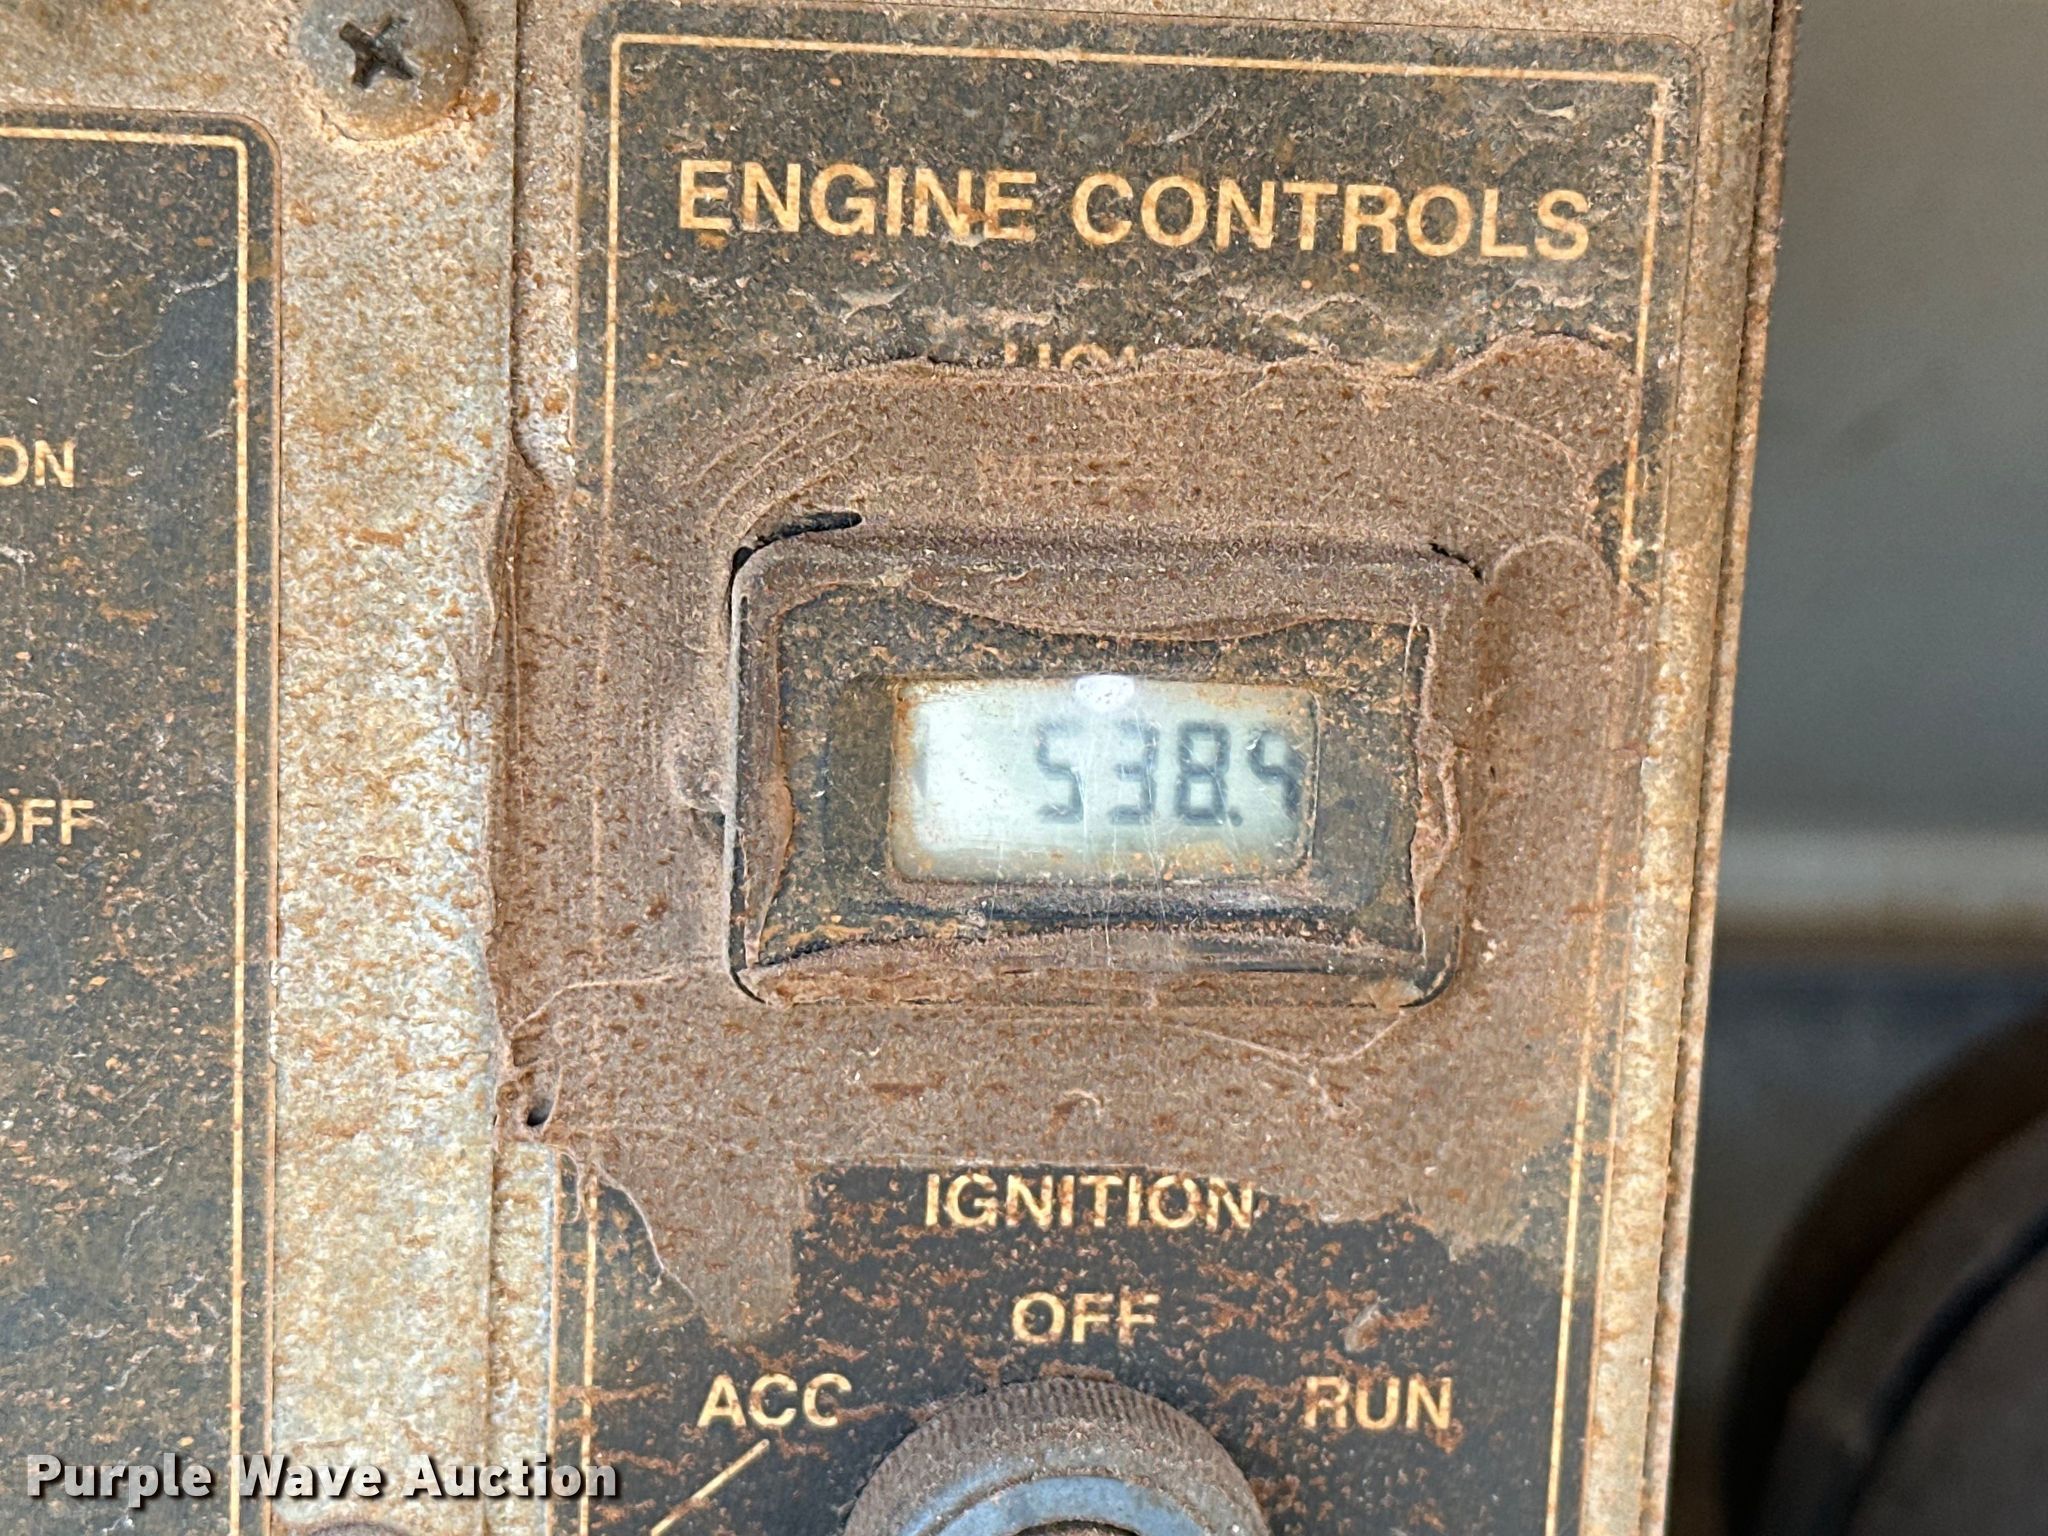 ENGINE CONTROLS
ON
538.4
OFF
IGNITION
OFF
ACC
RUN
Purple Wave Auction